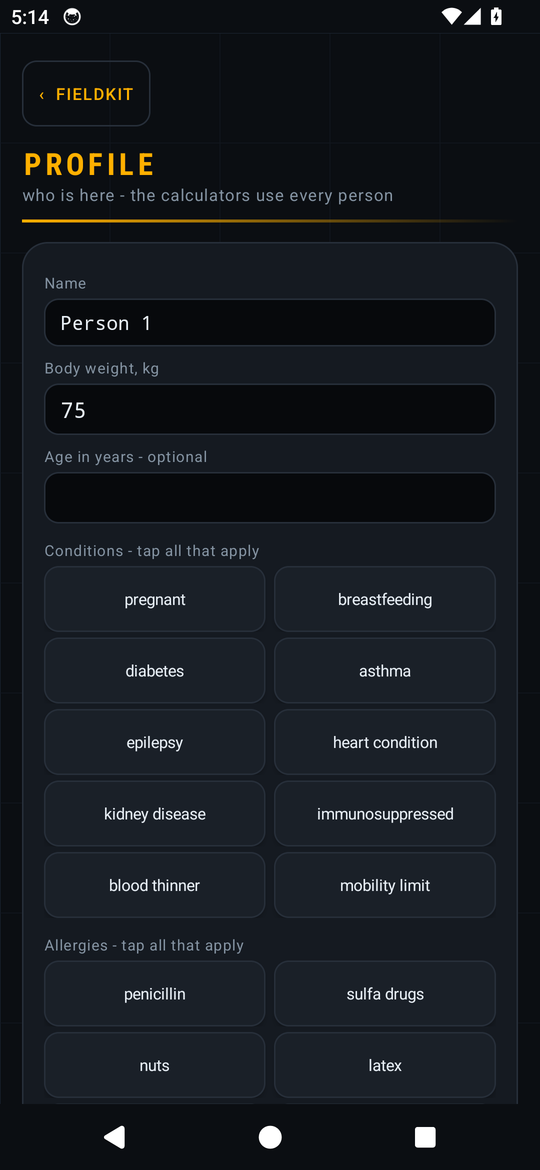 5:14
‹ FIELDKIT
PROFILE
who is here - the calculators use every person
Name
Person 1
Body weight, kg
75
Age in years - optional
Conditions - tap all that apply
pregnant
breastfeeding
diabetes
asthma
epilepsy
heart condition
kidney disease
immunosuppressed
blood thinner
mobility limit
Allergies - tap all that apply
penicillin
sulfa drugs
nuts
latex